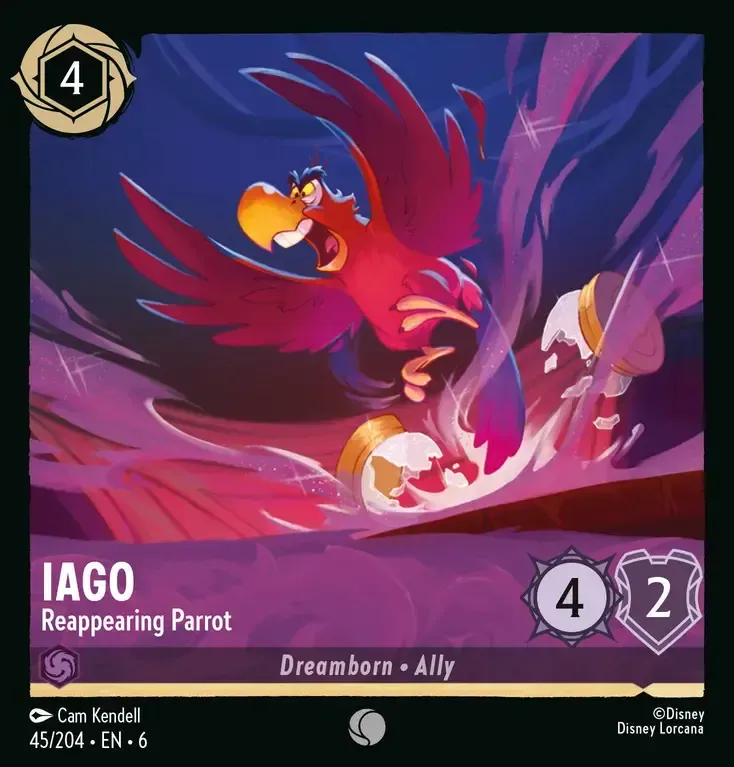 4
IAGO
Reappearing Parrot
4 2
Dreamborn • Ally
Cam Kendell
©Disney
45/204 • EN • 6
Disney Lorcana